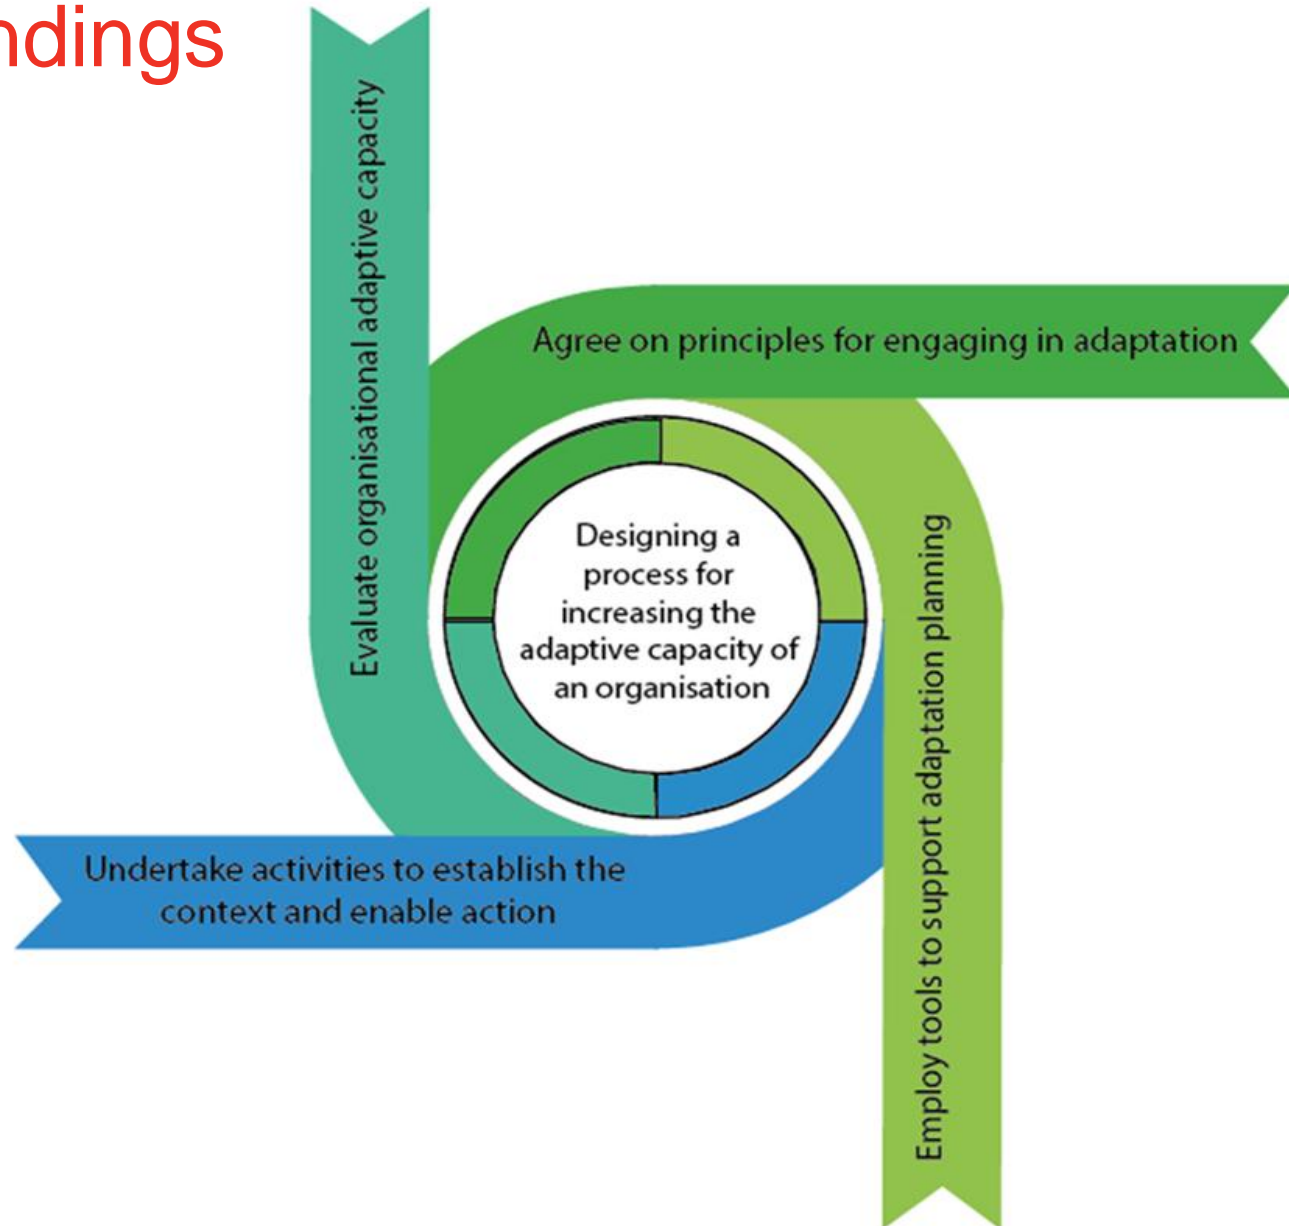 ndings
Evaluate organisational adaptive capacity
Agree on principles for engaging in adaptation
Designing a
process for
increasing the
adaptive capacity of
an organisation
Employ tools to support adaptation planning
Undertake activities to establish the
context and enable action